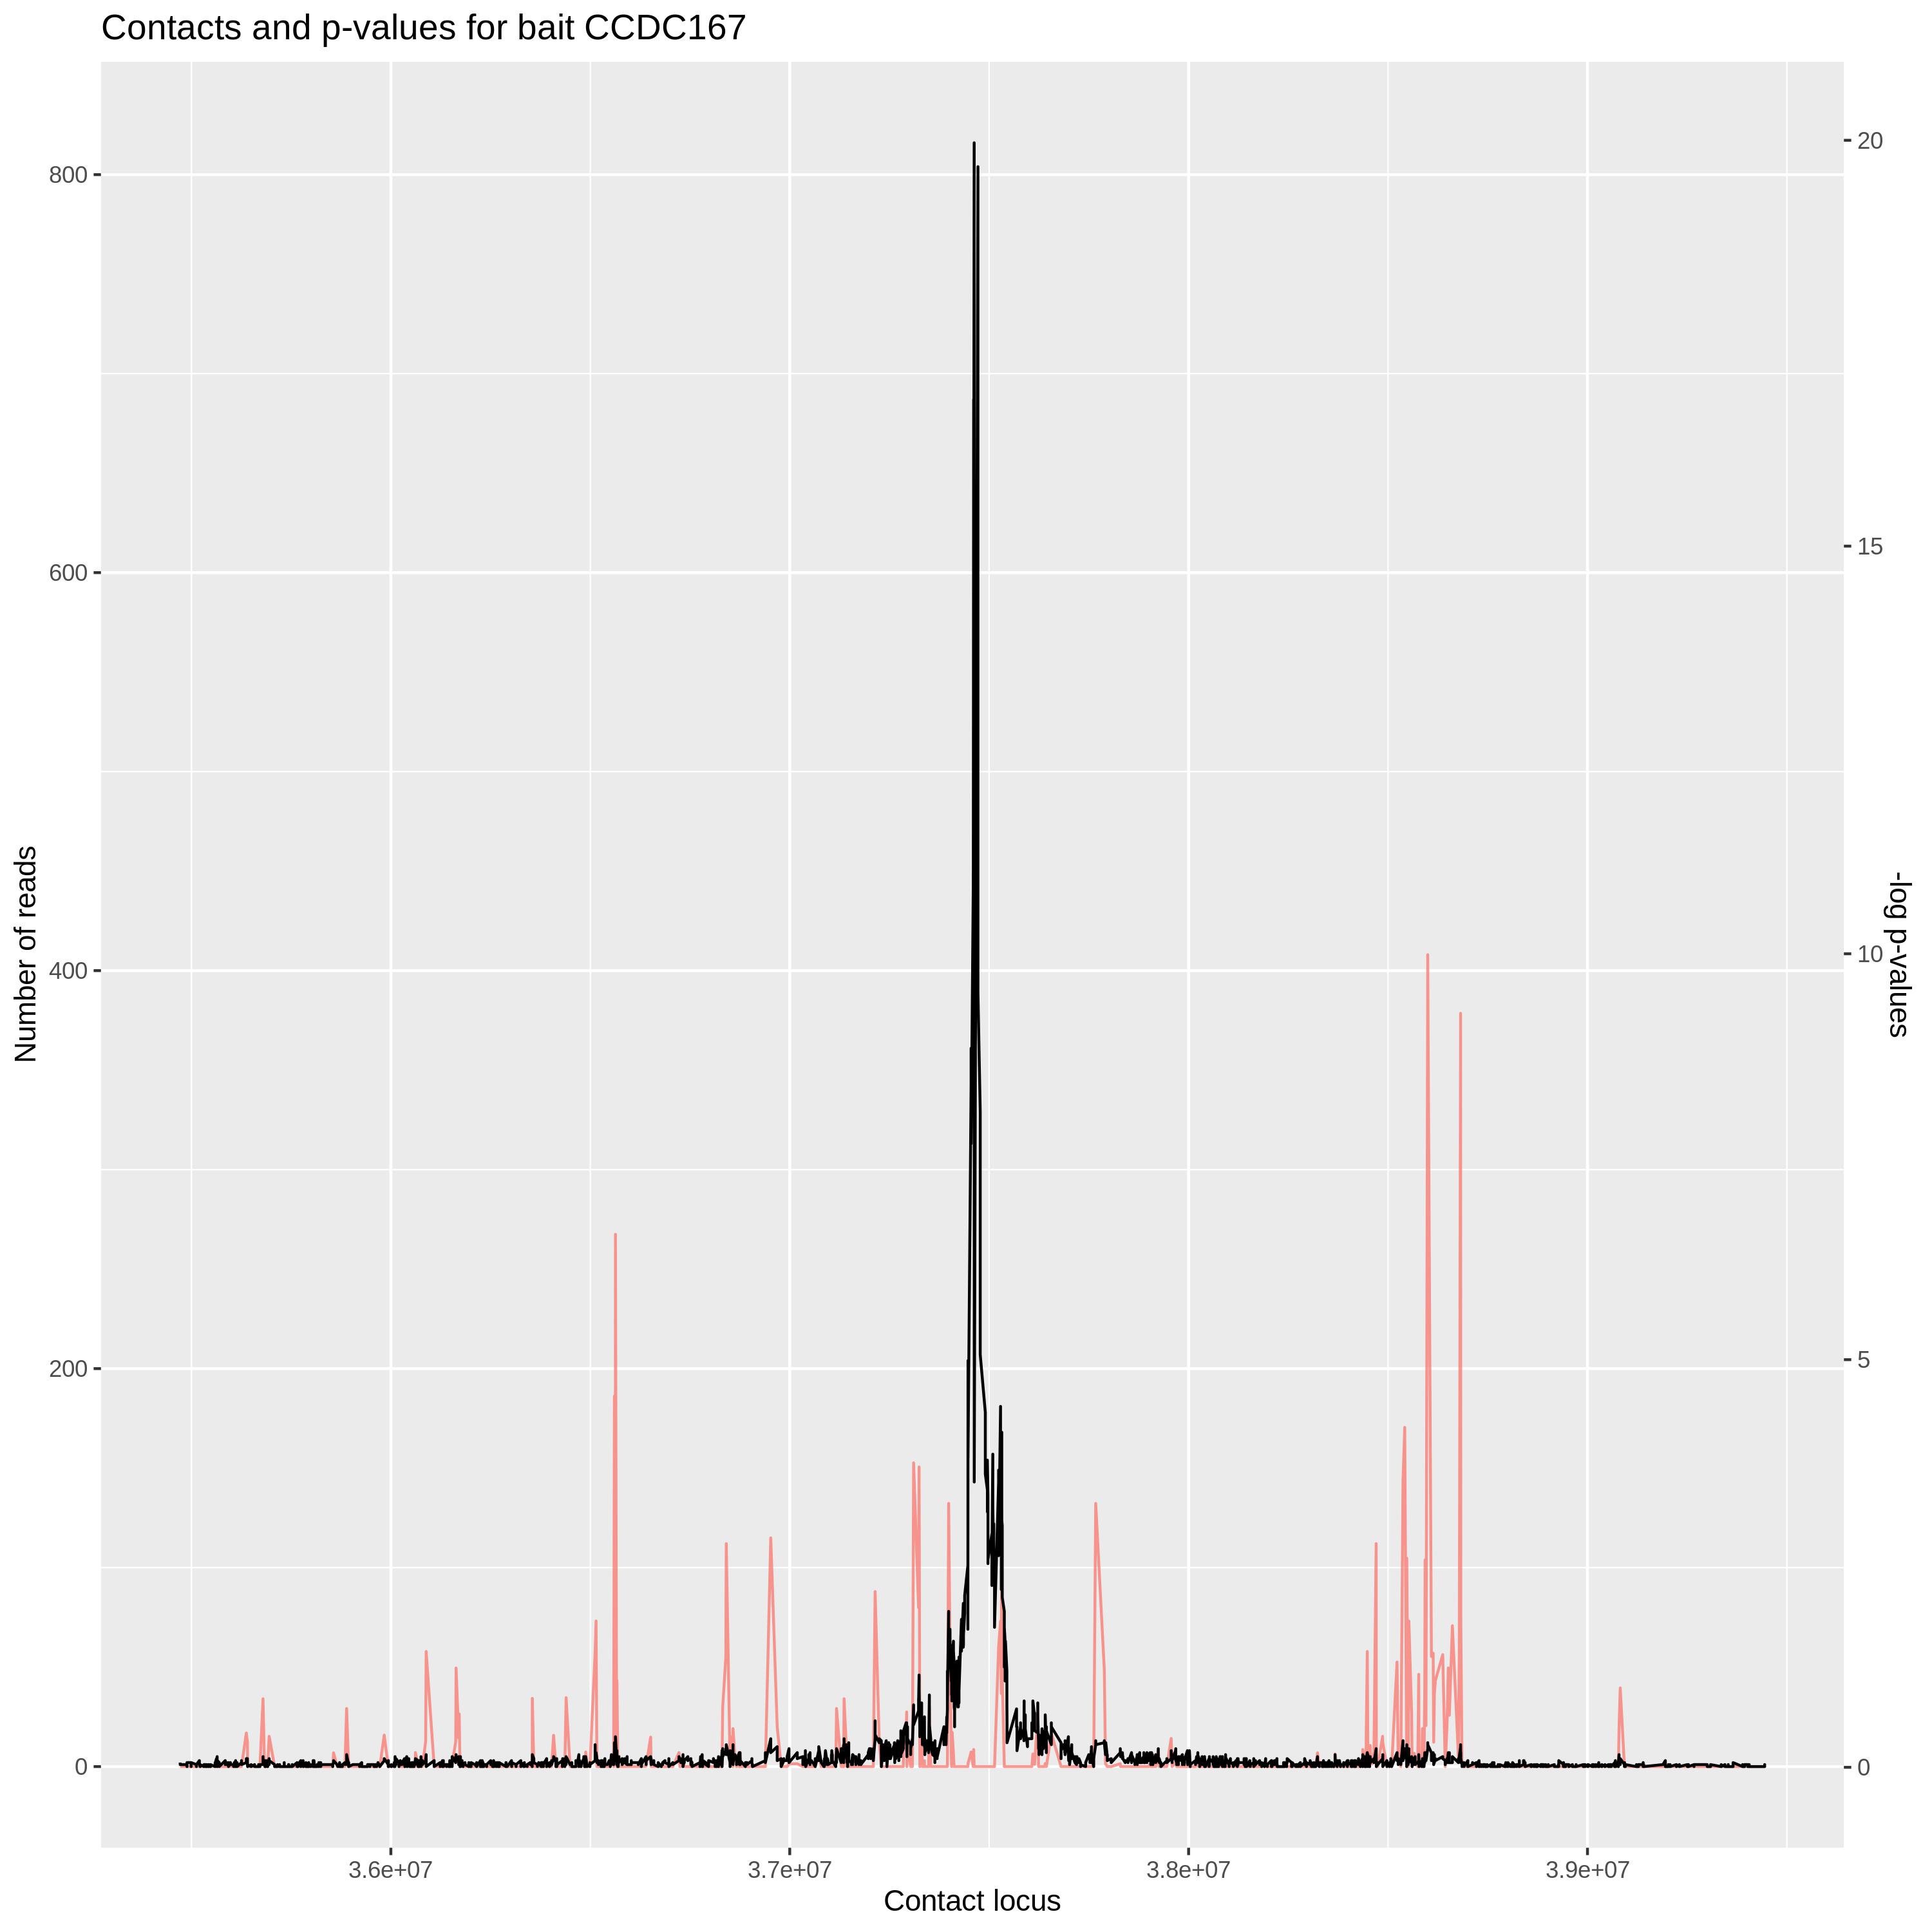 Contacts and p-values for bait CCDC167
800
600
400
200
0
Number of reads
20
15
10
5
0
-log p-values
3.6e+07
3.7e+07
3.8e+07
3.9e+07
Contact locus